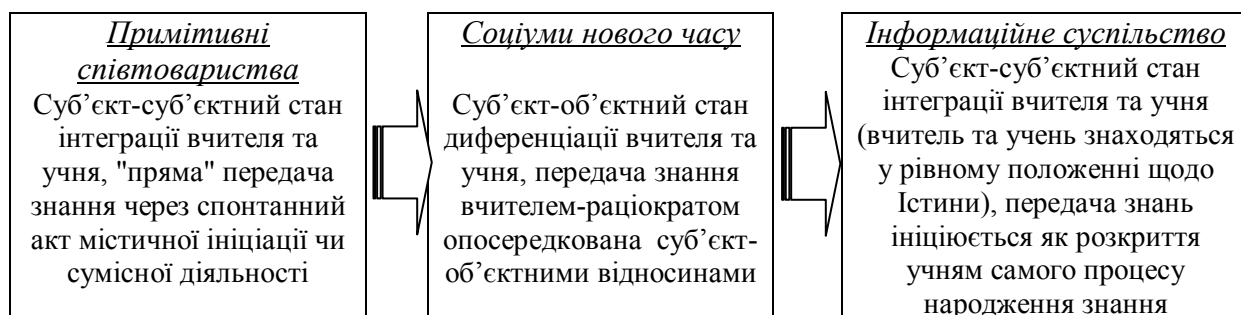 Примітивні
співтовариства
Суб’єкт-суб’єктний стан
інтеграції вчителя та
учня, "пряма" передача
знання через спонтанний
акт містичної ініціації чи
сумісної діяльності
Соціуми нового часу
Суб’єкт-об’єктний стан
диференціації вчителя та
учня, передача знання
вчителем-раціократом
опосередкована суб’єкт-
об’єктними відносинами
Інформаційне суспільство
Суб’єкт-суб’єктний стан
інтеграції вчителя та учня
(вчитель та учень знаходяться
у рівному положенні щодо
Істини), передача знань
ініціюється як розкриття
учням самого процесу
народження знання